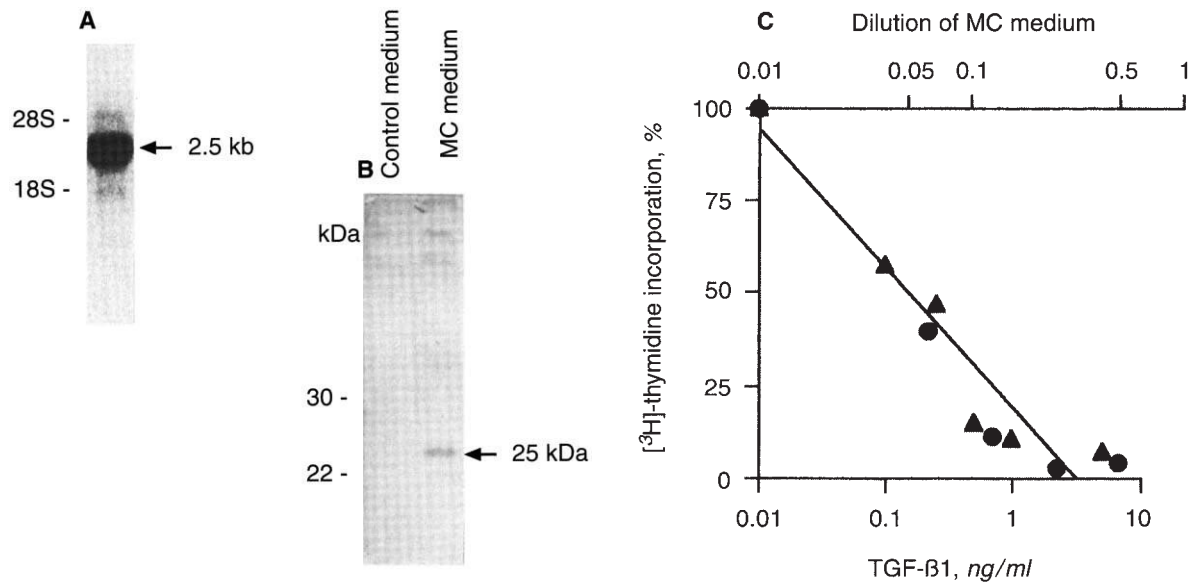 A
28S -
2.5 kb
18S -
B
Control medium
MC medium
kDa
30 -
25 kDa
22 -
C
Dilution of MC medium
0.01 0.05 0.1 0.5 1
[³H]-thymidine incorporation, %
100
75
50
25
0
0.01 0.1 1 10
TGF-ß1, ng/ml